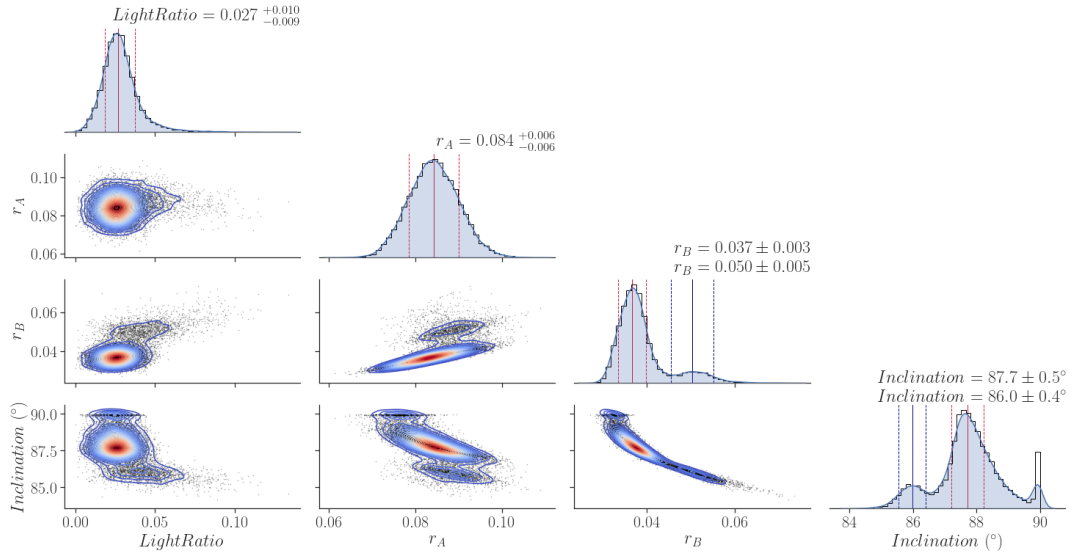 LightRatio = 0.027 +0.010 −0.009
r_A = 0.084 +0.006 −0.006
0.10
0.08
0.06
r_A
r_B = 0.037 ± 0.003
r_B = 0.050 ± 0.005
0.06
0.04
r_B
Inclination = 87.7 ± 0.5°
Inclination = 86.0 ± 0.4°
90.0
87.5
85.0
Inclination (°)
0.00 0.05 0.10
LightRatio
0.08 0.10
r_A
0.04 0.06
r_B
84 86 88 90
Inclination (°)